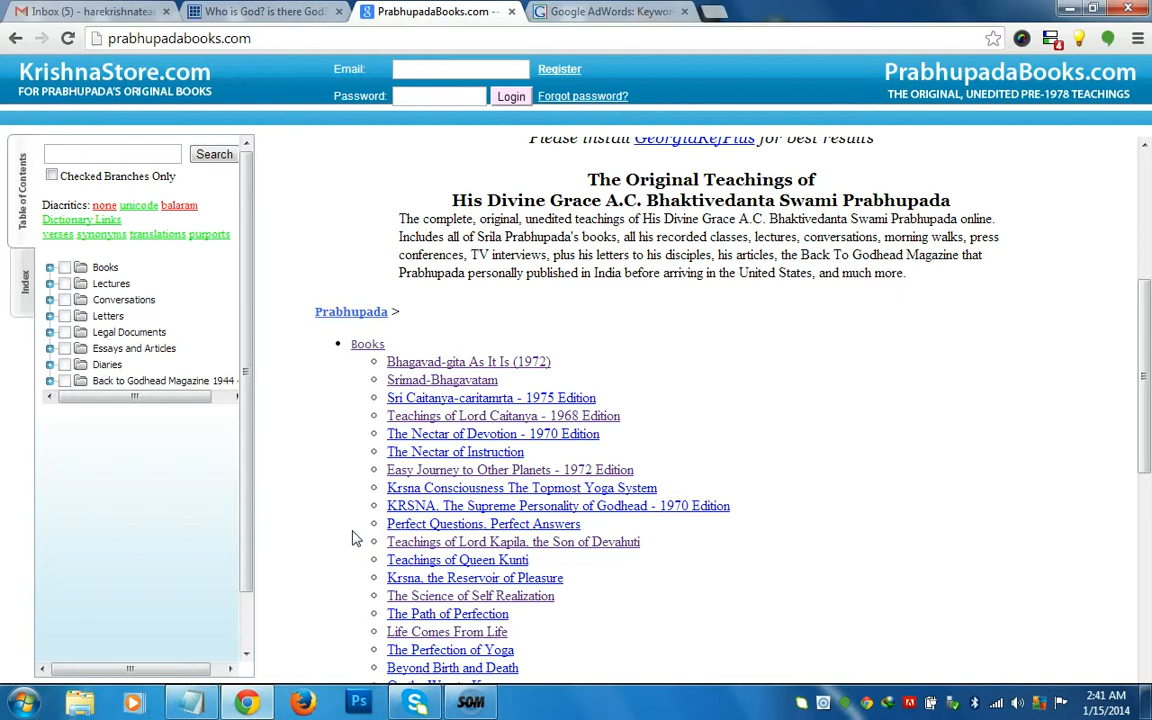 Inbox (5) - harekrishnatea
Who is God? is there God?
PrabhupadaBooks.com --
Google AdWords: Keywor
prabhupadabooks.com
KrishnaStore.com
FOR PRABHUPADA'S ORIGINAL BOOKS
Email:
Register
Password:
Login
Forgot password?
PrabhupadaBooks.com
THE ORIGINAL, UNEDITED PRE-1978 TEACHINGS
Table of Contents
Index
Search
Checked Branches Only
Diacritics: none unicode balaram
Dictionary Links
verses synonyms translations purports
Books
Lectures
Conversations
Letters
Legal Documents
Essays and Articles
Diaries
Back to Godhead Magazine 1944 -
Please install GeorgiaRefPlus for best results
The Original Teachings of
His Divine Grace A.C. Bhaktivedanta Swami Prabhupada
The complete, original, unedited teachings of His Divine Grace A.C. Bhaktivedanta Swami Prabhupada online.
Includes all of Srila Prabhupada's books, all his recorded classes, lectures, conversations, morning walks, press
conferences, TV interviews, plus his letters to his disciples, his articles, the Back To Godhead Magazine that
Prabhupada personally published in India before arriving in the United States, and much more.
Prabhupada >
Books
Bhagavad-gita As It Is (1972)
Srimad-Bhagavatam
Sri Caitanya-caritamrta - 1975 Edition
Teachings of Lord Caitanya - 1968 Edition
The Nectar of Devotion - 1970 Edition
The Nectar of Instruction
Easy Journey to Other Planets - 1972 Edition
Krsna Consciousness The Topmost Yoga System
KRSNA, The Supreme Personality of Godhead - 1970 Edition
Perfect Questions, Perfect Answers
Teachings of Lord Kapila, the Son of Devahuti
Teachings of Queen Kunti
Krsna, the Reservoir of Pleasure
The Science of Self Realization
The Path of Perfection
Life Comes From Life
The Perfection of Yoga
Beyond Birth and Death
Ps
SOM
2:41 AM
1/15/2014